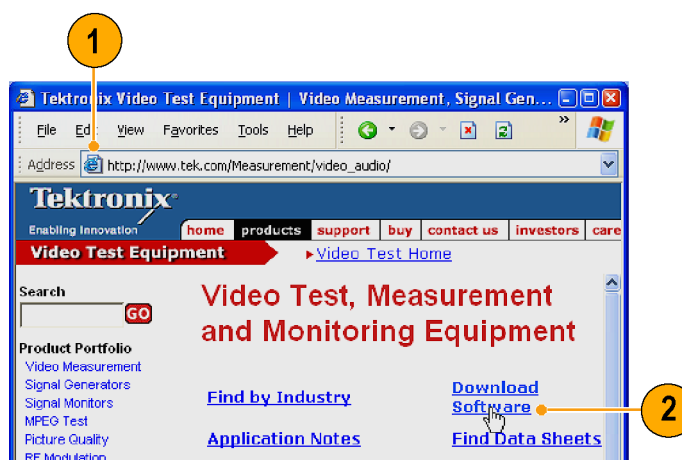 1
Tektronix Video Test Equipment | Video Measurement, Signal Gen...
File Edit View Favorites Tools Help »
Address http://www.tek.com/Measurement/video_audio/
Tektronix
Enabling Innovation
home products support buy contact us investors care
Video Test Equipment
Video Test Home
Search
GO
Video Test, Measurement
and Monitoring Equipment
Product Portfolio
Video Measurement
Signal Generators
Signal Monitors
MPEG Test
Picture Quality
RF Modulation
Find by Industry
Download
Software
2
Application Notes
Find Data Sheets